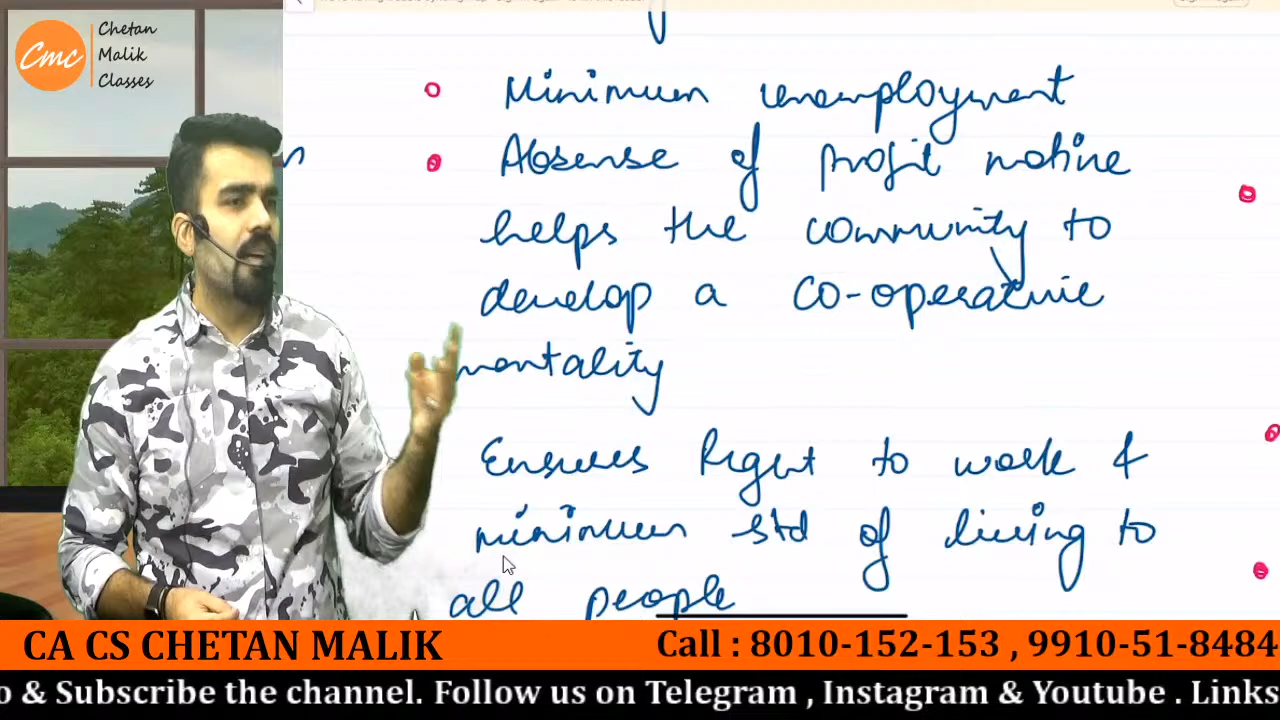 Cmc
Chetan
Malik
Classes
Minimum unemployment
Absense of profit motive
helps the community to
develop a co-operative
mentality
Ensures Right to work &
minimum std of living to
all people
CA CS CHETAN MALIK
Call : 8010-152-153 , 9910-51-8484
o & Subscribe the channel. Follow us on Telegram , Instagram & Youtube . Links